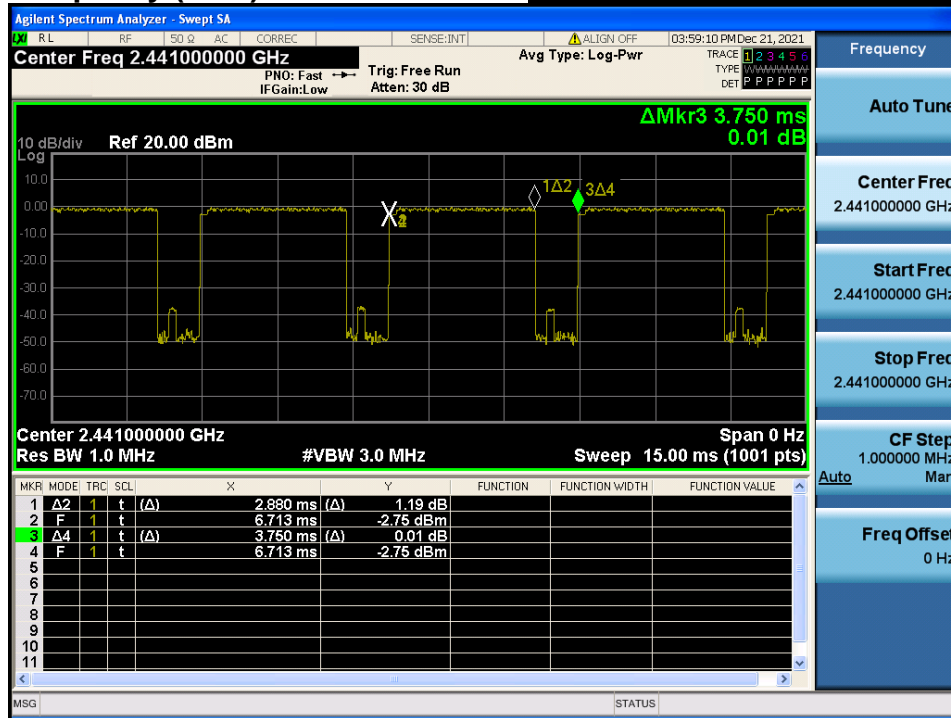 Agilent Spectrum Analyzer - Swept SA
LXI RL RF 50 Ω AC CORREC SENSE:INT ALIGN OFF 03:59:10 PM Dec 21, 2021
Center Freq 2.441000000 GHz
PNO: Fast
IFGain:Low
Trig: Free Run
Atten: 30 dB
Avg Type: Log-Pwr
TRACE 1 2 3 4 5 6
TYPE
DET P P P P P P
ΔMkr3 3.750 ms
0.01 dB
10 dB/div Ref 20.00 dBm
Log
10.0
0.00
-10.0
-20.0
-30.0
-40.0
-50.0
-60.0
-70.0
1Δ2
3Δ4
X
Center 2.441000000 GHz Span 0 Hz
Res BW 1.0 MHz #VBW 3.0 MHz Sweep 15.00 ms (1001 pts)
MKR MODE TRC SCL X Y FUNCTION FUNCTION WIDTH FUNCTION VALUE
1 Δ2 1 t (Δ) 2.880 ms (Δ) 1.19 dB
2 F 1 t 6.713 ms -2.75 dBm
3 Δ4 1 t (Δ) 3.750 ms (Δ) 0.01 dB
4 F 1 t 6.713 ms -2.75 dBm
5
6
7
8
9
10
11
MSG STATUS
Frequency
Auto Tune
Center Freq
2.441000000 GHz
Start Freq
2.441000000 GHz
Stop Freq
2.441000000 GHz
CF Step
1.000000 MHz
Auto Man
Freq Offset
0 Hz